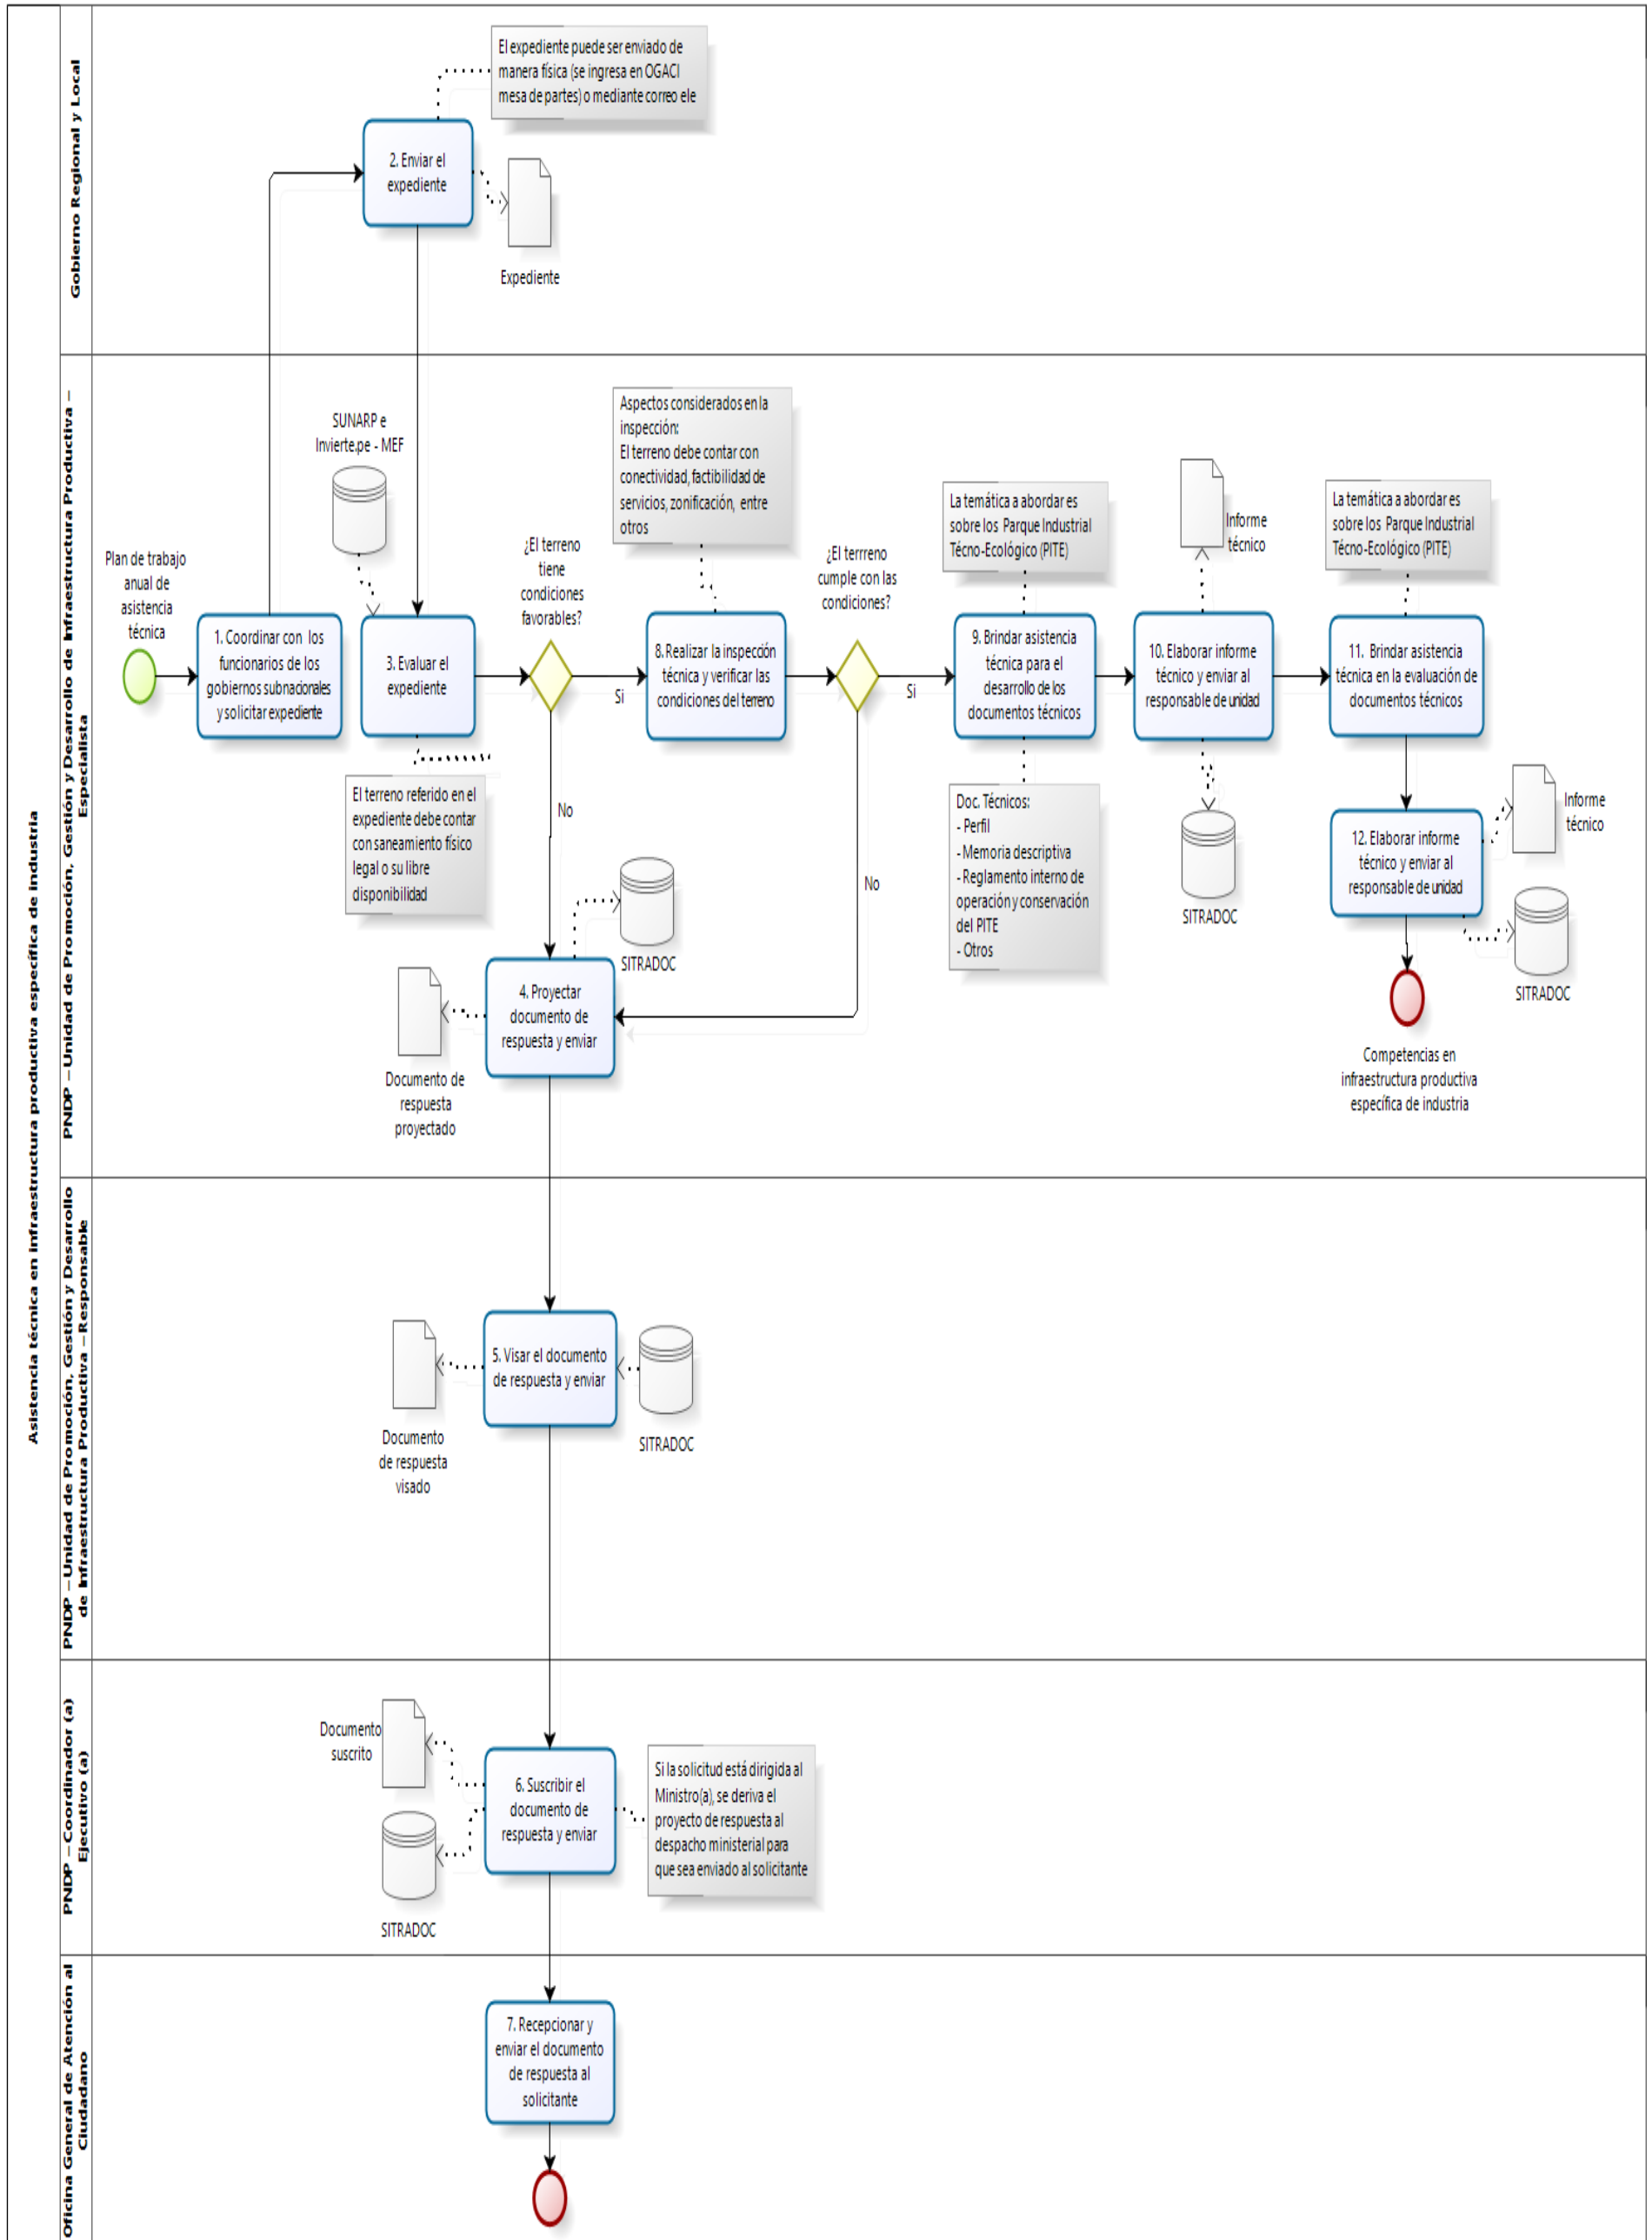 Asistencia técnica en infraestructura productiva específica de industria
Gobierno Regional y Local
El expediente puede ser enviado de
manera física (se ingresa en OGACI
mesa de partes) o mediante correo ele
2. Enviar el
expediente
Expediente
PNDP – Unidad de Promoción, Gestión y Desarrollo de Infraestructura Productiva –
Especialista
Plan de trabajo
anual de
asistencia
técnica
1. Coordinar con los
funcionarios de los
gobiernos subnacionales
y solicitar expediente
SUNARP e
Invierte.pe - MEF
3. Evaluar el
expediente
El terreno referido en el
expediente debe contar
con saneamiento físico
legal o su libre
disponibilidad
¿El terreno
tiene
condiciones
favorables?
Si
No
Aspectos considerados en la
inspección:
El terreno debe contar con
conectividad, factibilidad de
servicios, zonificación, entre
otros
8. Realizar la inspección
técnica y verificar las
condiciones del terreno
¿El terrreno
cumple con las
condiciones?
Si
No
La temática a abordar es
sobre los Parque Industrial
Técno-Ecológico (PITE)
9. Brindar asistencia
técnica para el
desarrollo de los
documentos técnicos
Doc. Técnicos:
- Perfil
- Memoria descriptiva
- Reglamento interno de
operación y conservación
del PITE
- Otros
Informe
técnico
10. Elaborar informe
técnico y enviar al
responsable de unidad
SITRADOC
La temática a abordar es
sobre los Parque Industrial
Técno-Ecológico (PITE)
11. Brindar asistencia
técnica en la evaluación de
documentos técnicos
12. Elaborar informe
técnico y enviar al
responsable de unidad
Informe
técnico
SITRADOC
Competencias en
infraestructura productiva
específica de industria
SITRADOC
4. Proyectar
documento de
respuesta y enviar
Documento de
respuesta
proyectado
PNDP – Unidad de Promoción, Gestión y Desarrollo
de Infraestructura Productiva – Responsable
5. Visar el documento
de respuesta y enviar
Documento
de respuesta
visado
SITRADOC
PNDP – Coordinador (a)
Ejecutivo (a)
Documento
suscrito
SITRADOC
6. Suscribir el
documento de
respuesta y enviar
Si la solicitud está dirigida al
Ministro(a), se deriva el
proyecto de respuesta al
despacho ministerial para
que sea enviado al solicitante
Oficina General de Atención al
Ciudadano
7. Recepcionar y
enviar el documento
de respuesta al
solicitante